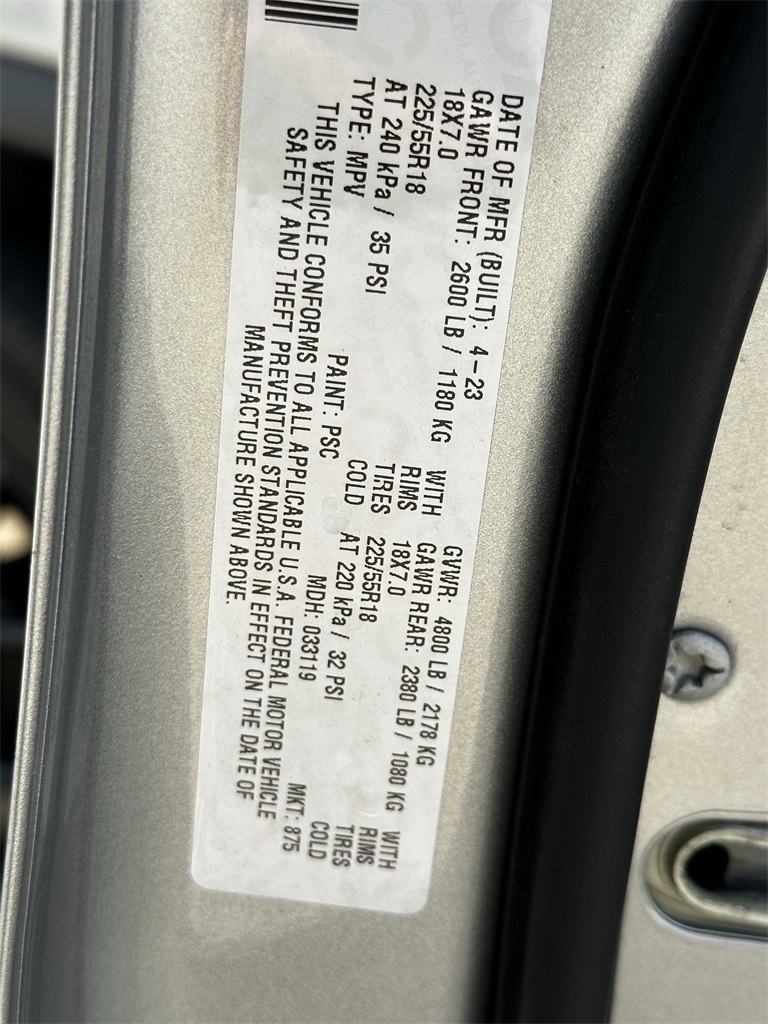 DATE OF MFR (BUILT): 4-23 GVWR: 4800 LB / 2178 KG
GAWR FRONT: 2600 LB / 1180 KG WITH GAWR REAR: 2380 LB / 1080 KG WITH
18X7.0 RIMS 18X7.0 RIMS
225/55R18 TIRES 225/55R18 TIRES
AT 240 kPa / 35 PSI COLD AT 220 kPa / 32 PSI COLD
TYPE: MPV PAINT: PSC MDH: 033119 MKT: 875
THIS VEHICLE CONFORMS TO ALL APPLICABLE U.S.A. FEDERAL MOTOR VEHICLE
SAFETY AND THEFT PREVENTION STANDARDS IN EFFECT ON THE DATE OF
MANUFACTURE SHOWN ABOVE.